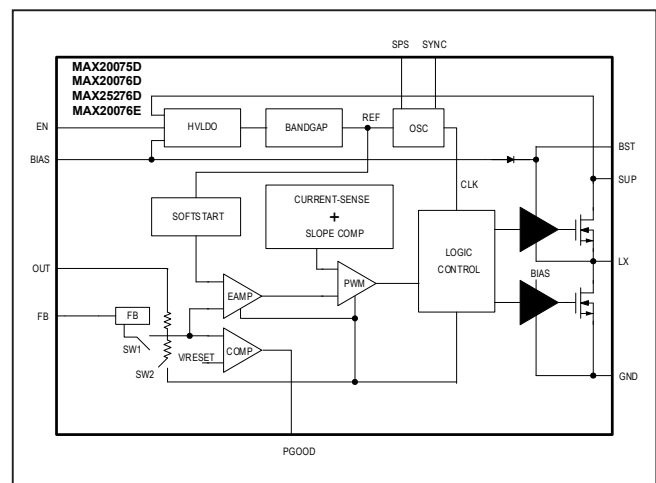 SPS SYNC
MAX20075D
MAX20076D
MAX25276D
MAX20076E
EN
HVLDO
BANDGAP
REF
OSC
BIAS
BST
CLK
SUP
SOFTSTART
CURRENT-SENSE
+
SLOPE COMP
LOGIC
CONTROL
OUT
EAMP
PWM
BIAS
LX
FB
FB
SW1
V/RESET
COMP
SW2
GND
PGOOD